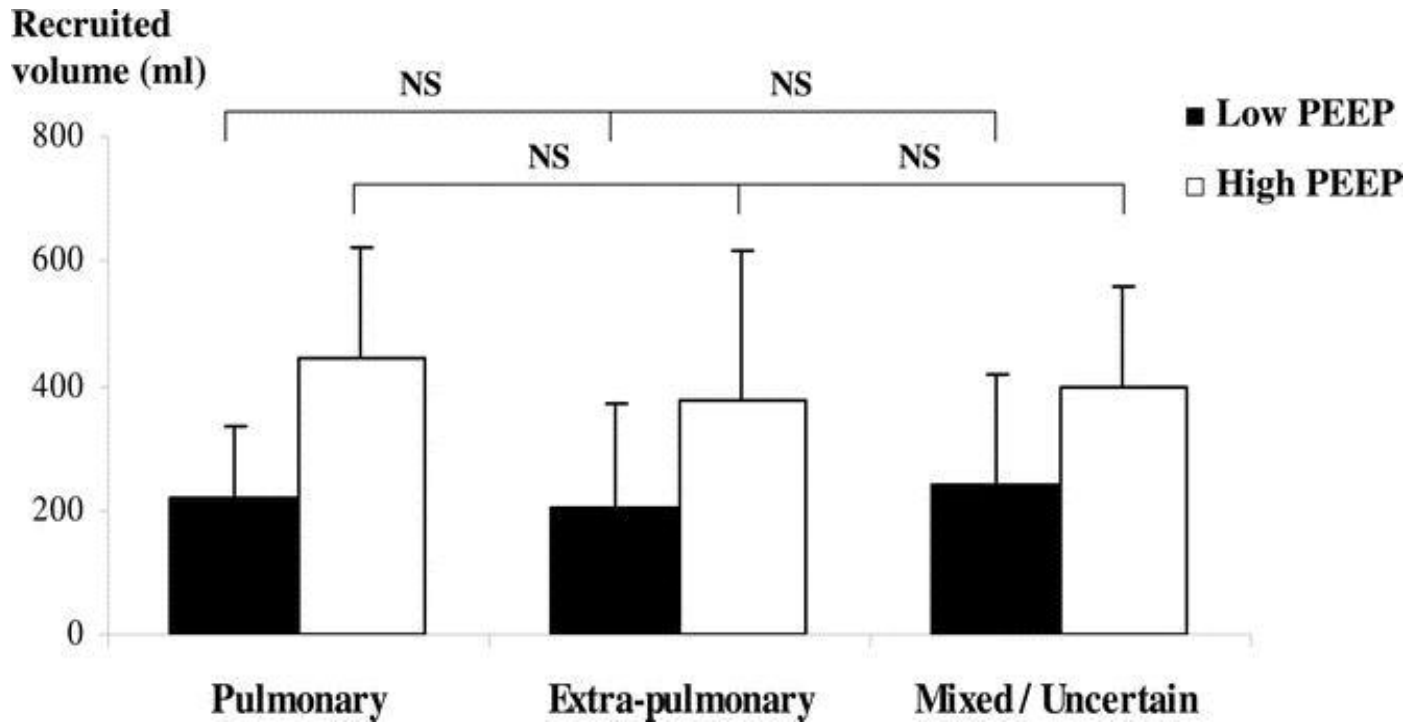 Recruited
volume (ml)
NS NS
Low PEEP
800
NS NS
High PEEP
600
400
200
0
Pulmonary Extra-pulmonary Mixed / Uncertain